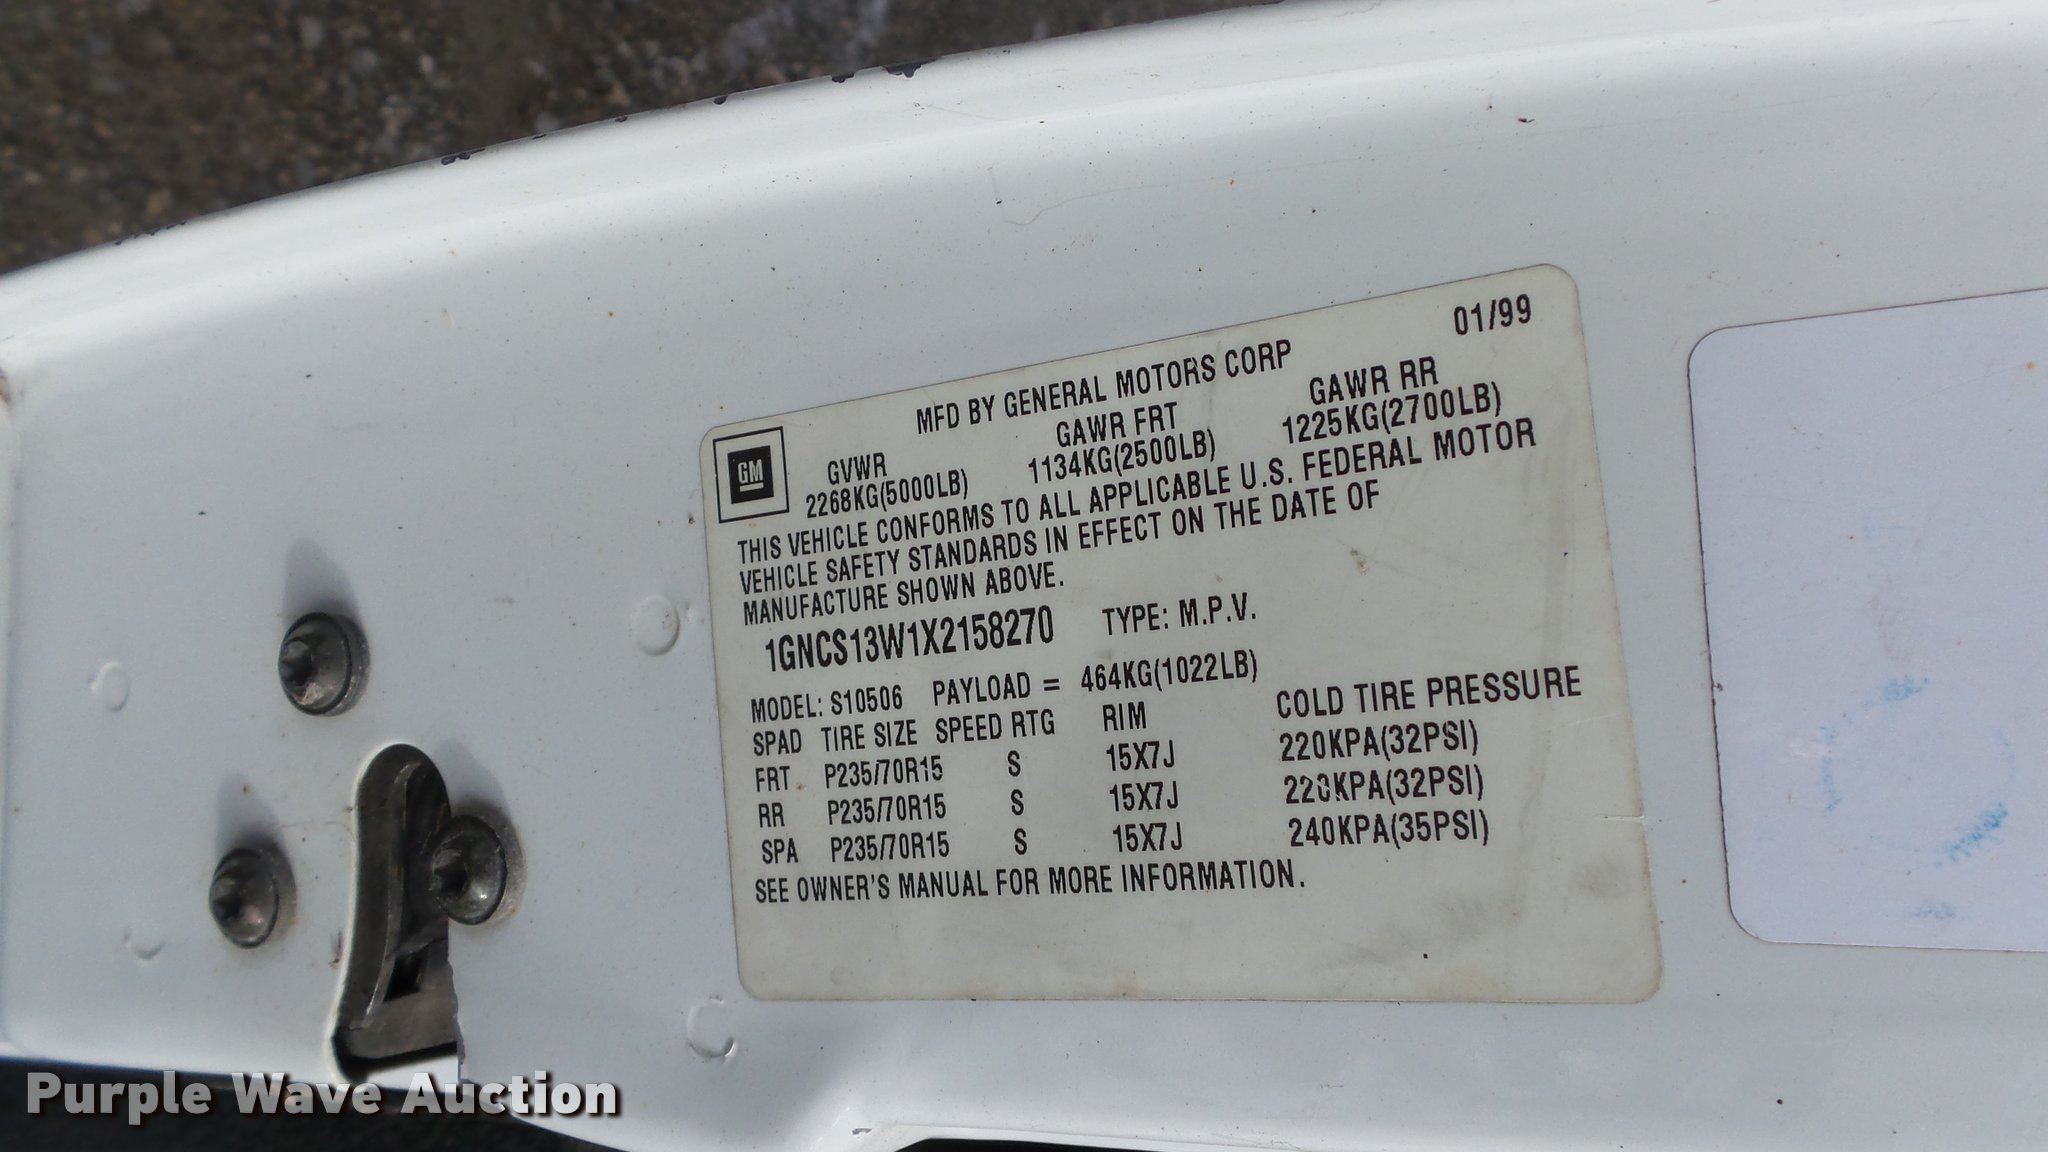 01/99
MFD BY GENERAL MOTORS CORP
GM
GVWR GAWR FRT GAWR RR
2268KG(5000LB) 1134KG(2500LB) 1225KG(2700LB)
THIS VEHICLE CONFORMS TO ALL APPLICABLE U.S. FEDERAL MOTOR
VEHICLE SAFETY STANDARDS IN EFFECT ON THE DATE OF
MANUFACTURE SHOWN ABOVE.
1GNCS13W1X2158270 TYPE: M.P.V.
MODEL: S10506 PAYLOAD = 464KG(1022LB)
SPAD TIRE SIZE SPEED RTG RIM COLD TIRE PRESSURE
FRT P235/70R15 S 15X7J 220KPA(32PSI)
RR P235/70R15 S 15X7J 220KPA(32PSI)
SPA P235/70R15 S 15X7J 240KPA(35PSI)
SEE OWNER'S MANUAL FOR MORE INFORMATION.
Purple Wave Auction